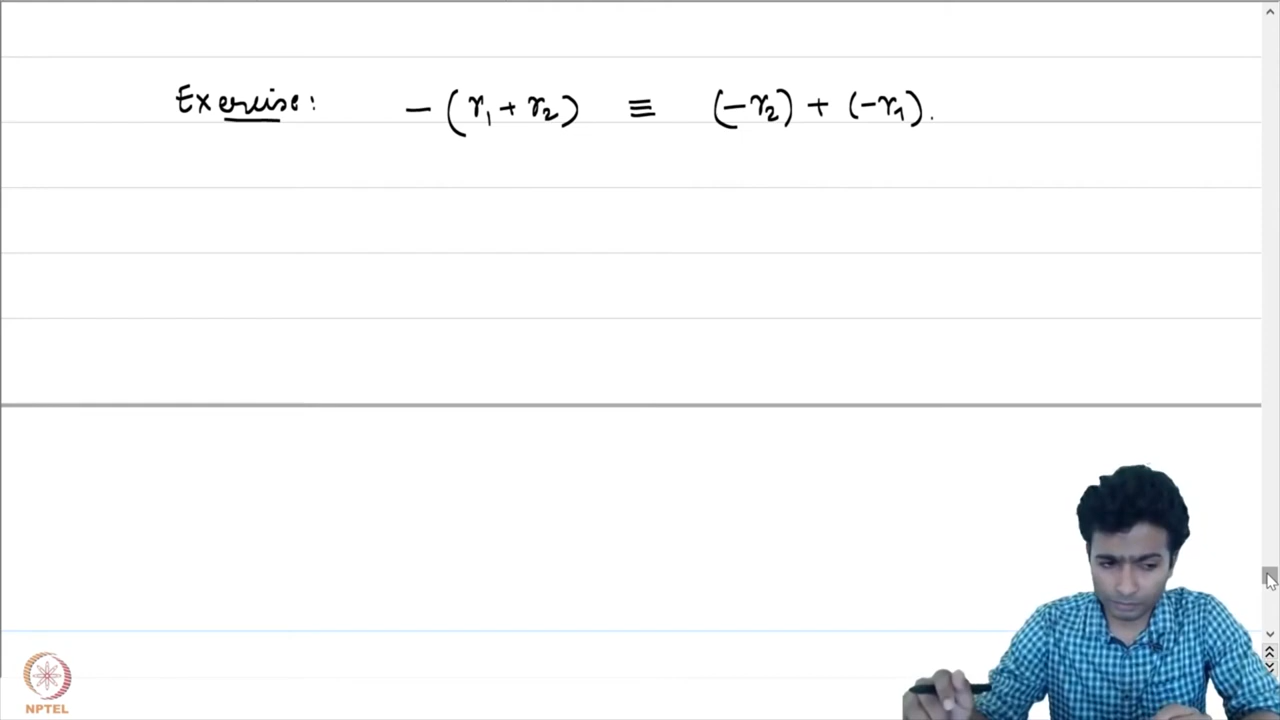 Exercise: - (r₁ + r₂) ≡ (-r₂) + (-r₁).
NPTEL